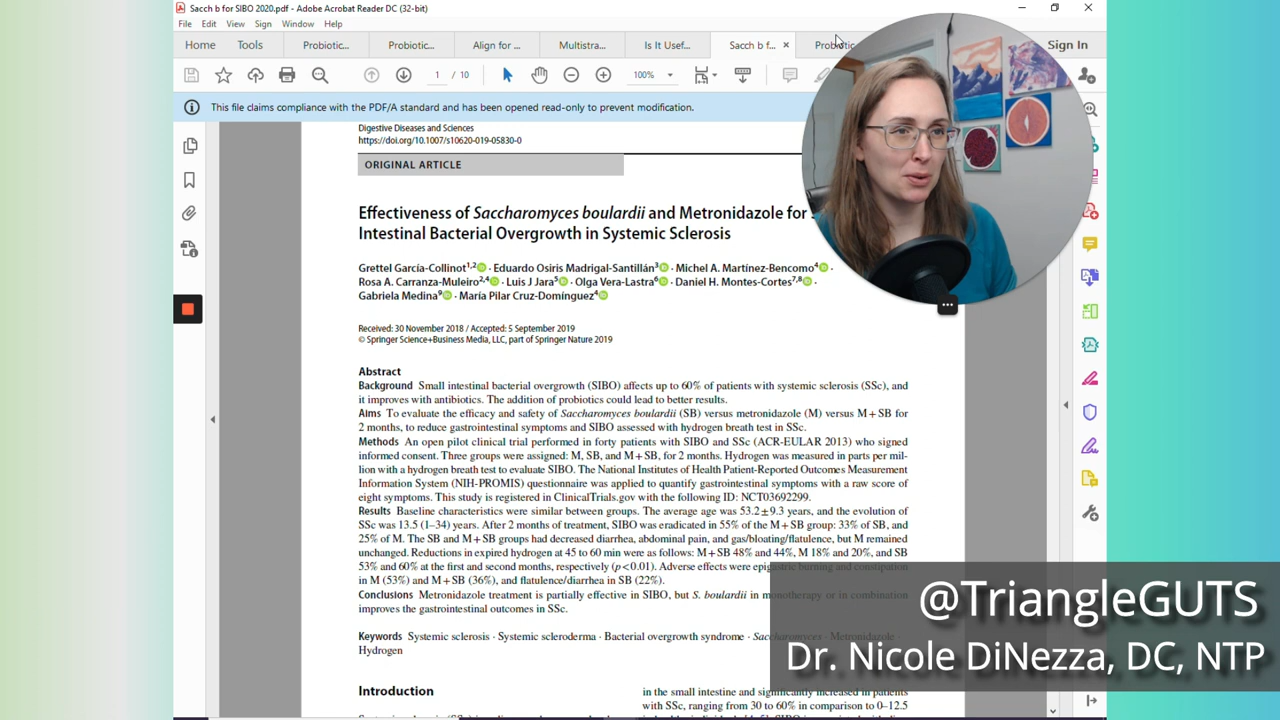 Sacch b for SIBO 2020.pdf - Adobe Acrobat Reader DC (32-bit)
File Edit View Sign Window Help
Home Tools Probiotic... Probiotic... Align for ... Multistra... Is It Usef... Sacch b f... × Probiotic Sign In
1 / 10 100%
This file claims compliance with the PDF/A standard and has been opened read-only to prevent modification.
Digestive Diseases and Sciences
https://doi.org/10.1007/s10620-019-05830-0
ORIGINAL ARTICLE
Effectiveness of Saccharomyces boulardii and Metronidazole for
Intestinal Bacterial Overgrowth in Systemic Sclerosis
Grettel García-Collinot1,2 · Eduardo Osiris Madrigal-Santillán3 · Michel A. Martínez-Bencomo4 ·
Rosa A. Carranza-Muleiro2,4 · Luis J Jara5 · Olga Vera-Lastra6 · Daniel H. Montes-Cortes7,8 ·
Gabriela Medina9 · María Pilar Cruz-Domínguez4
Received: 30 November 2018 / Accepted: 5 September 2019
© Springer Science+Business Media, LLC, part of Springer Nature 2019
Abstract
Background Small intestinal bacterial overgrowth (SIBO) affects up to 60% of patients with systemic sclerosis (SSc), and
it improves with antibiotics. The addition of probiotics could lead to better results.
Aims To evaluate the efficacy and safety of Saccharomyces boulardii (SB) versus metronidazole (M) versus M + SB for
2 months, to reduce gastrointestinal symptoms and SIBO assessed with hydrogen breath test in SSc.
Methods An open pilot clinical trial performed in forty patients with SIBO and SSc (ACR-EULAR 2013) who signed
informed consent. Three groups were assigned: M, SB, and M + SB, for 2 months. Hydrogen was measured in parts per mil-
lion with a hydrogen breath test to evaluate SIBO. The National Institutes of Health Patient-Reported Outcomes Measurement
Information System (NIH-PROMIS) questionnaire was applied to quantify gastrointestinal symptoms with a raw score of
eight symptoms. This study is registered in ClinicalTrials.gov with the following ID: NCT03692299.
Results Baseline characteristics were similar between groups. The average age was 53.2 ± 9.3 years, and the evolution of
SSc was 13.5 (1–34) years. After 2 months of treatment, SIBO was eradicated in 55% of the M + SB group: 33% of SB, and
25% of M. The SB and M + SB groups had decreased diarrhea, abdominal pain, and gas/bloating/flatulence, but M remained
unchanged. Reductions in expired hydrogen at 45 to 60 min were as follows: M + SB 48% and 44%, M 18% and 20%, and SB
53% and 60% at the first and second months, respectively (p < 0.01). Adverse effects were epigastric burning and constipation
in M (53%) and M + SB (36%), and flatulence/diarrhea in SB (22%).
Conclusions Metronidazole treatment is partially effective in SIBO, but S. boulardii in monotherapy or in combination
improves the gastrointestinal outcomes in SSc.
Keywords Systemic sclerosis · Systemic scleroderma · Bacterial overgrowth syndrome · Saccharomyces · Metronidazole ·
Hydrogen
Introduction
in the small intestine and significantly increased in patients
with SSc, ranging from 30 to 60% in comparison to 0–12.5
@TriangleGUTS
Dr. Nicole DiNezza, DC, NTP